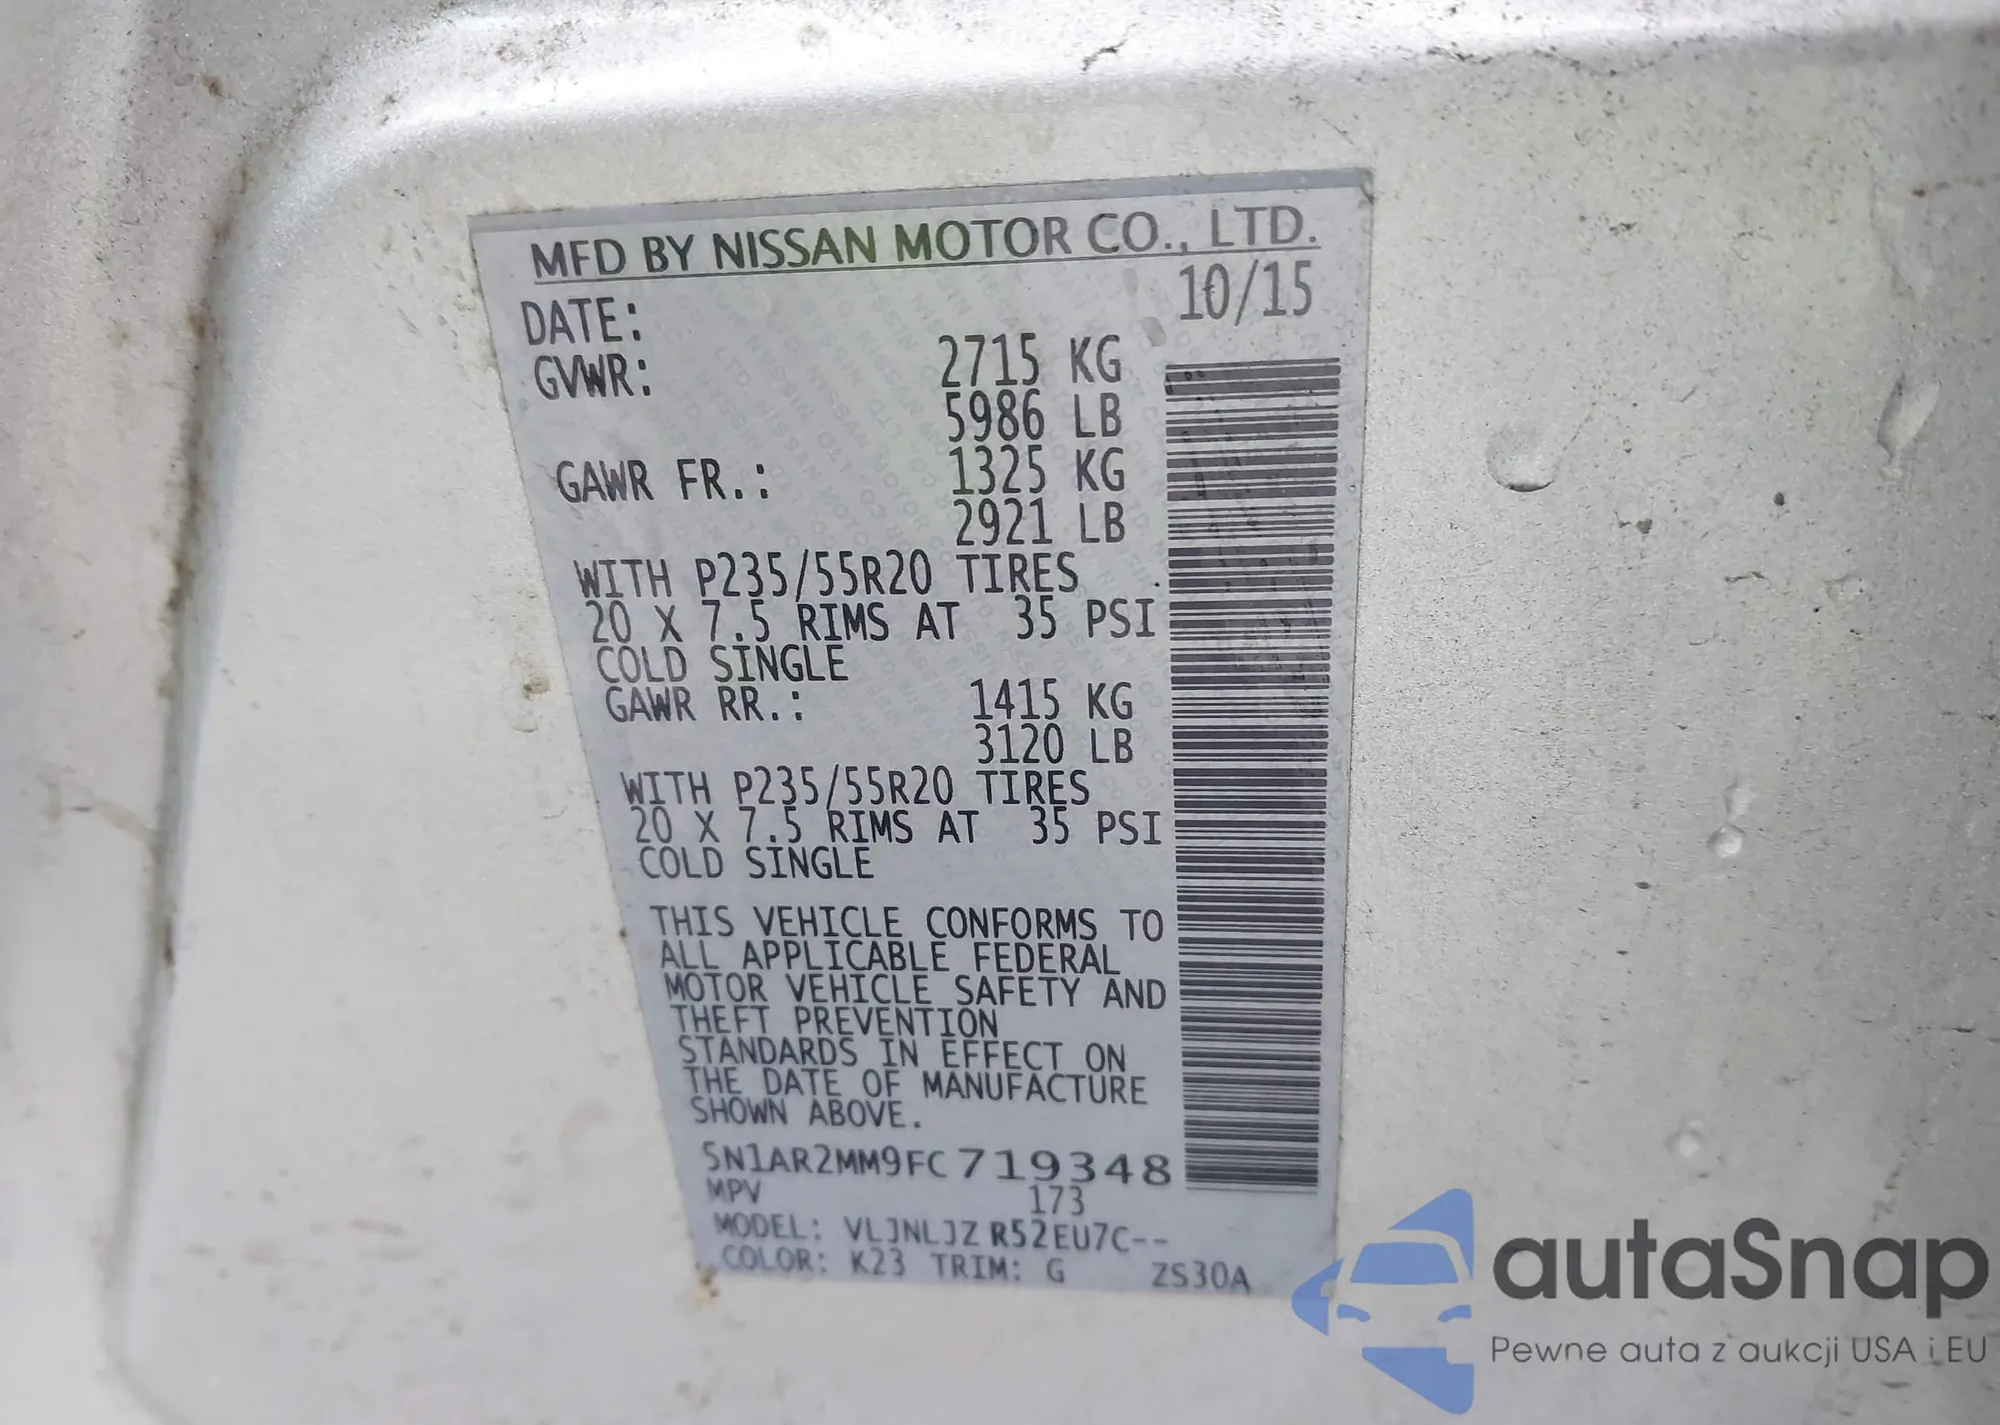 MFD BY NISSAN MOTOR CO., LTD.
DATE: 10/15
GVWR: 2715 KG
5986 LB
GAWR FR.: 1325 KG
2921 LB
WITH P235/55R20 TIRES
20 X 7.5 RIMS AT 35 PSI
COLD SINGLE
GAWR RR.: 1415 KG
3120 LB
WITH P235/55R20 TIRES
20 X 7.5 RIMS AT 35 PSI
COLD SINGLE
THIS VEHICLE CONFORMS TO
ALL APPLICABLE FEDERAL
MOTOR VEHICLE SAFETY AND
THEFT PREVENTION
STANDARDS IN EFFECT ON
THE DATE OF MANUFACTURE
SHOWN ABOVE.
5N1AR2MM9FC719348
MPV 173
MODEL: VLJNLJZ R52EU7C--
COLOR: K23 TRIM: G ZS30A
autoSnap
Pewne auta z aukcji USA i EU